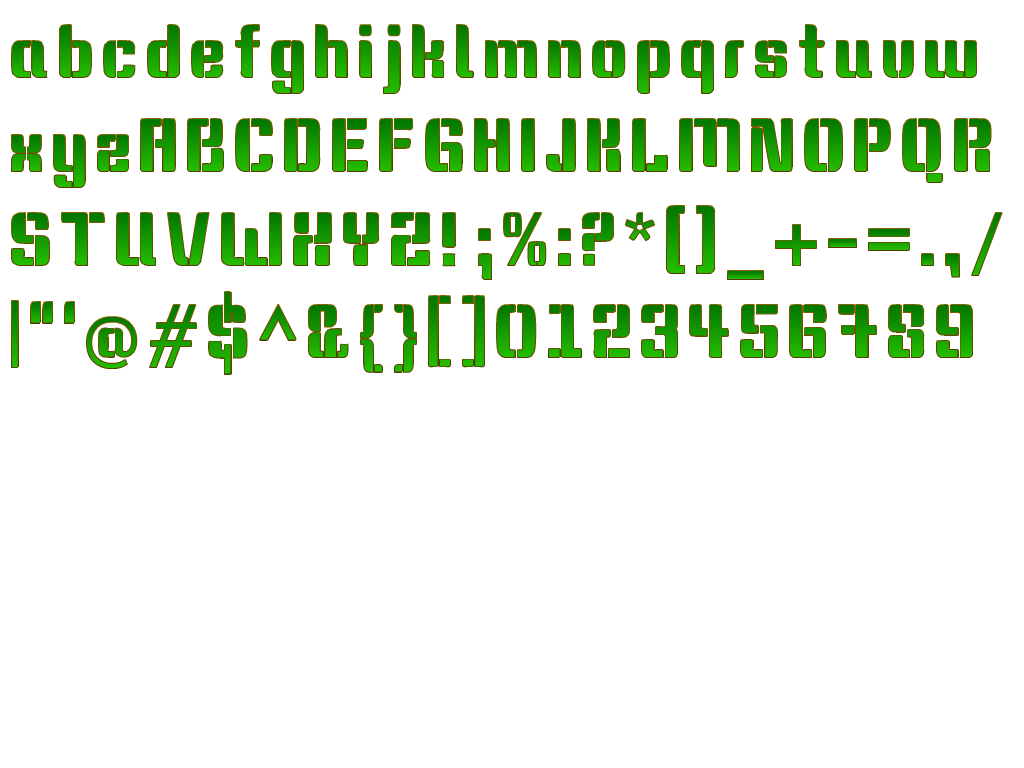 abcdefghijklmnopqrstuvw
xyzABCDEFGHIJKLMNOPQR
STUVWXYZ!;%:?*()_+-=.,/
|"'@#$^&{}[]0123456789